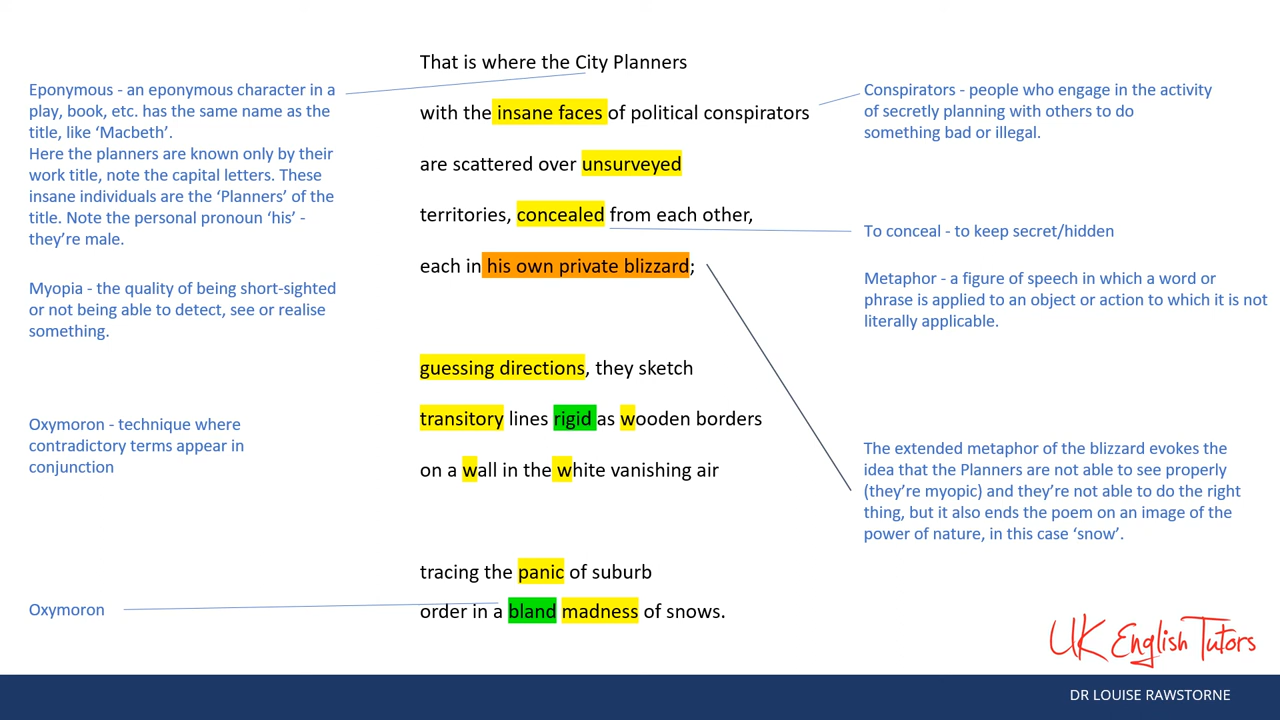 That is where the City Planners
with the insane faces of political conspirators
are scattered over unsurveyed
territories, concealed from each other,
each in his own private blizzard;
guessing directions, they sketch
transitory lines rigid as wooden borders
on a wall in the white vanishing air
tracing the panic of suburb
order in a bland madness of snows.
Eponymous - an eponymous character in a
play, book, etc. has the same name as the
title, like ‘Macbeth’.
Here the planners are known only by their
work title, note the capital letters. These
insane individuals are the ‘Planners’ of the
title. Note the personal pronoun ‘his’ -
they’re male.
Myopia - the quality of being short-sighted
or not being able to detect, see or realise
something.
Oxymoron - technique where
contradictory terms appear in
conjunction
Oxymoron
Conspirators - people who engage in the activity
of secretly planning with others to do
something bad or illegal.
To conceal - to keep secret/hidden
Metaphor - a figure of speech in which a word or
phrase is applied to an object or action to which it is not
literally applicable.
The extended metaphor of the blizzard evokes the
idea that the Planners are not able to see properly
(they’re myopic) and they’re not able to do the right
thing, but it also ends the poem on an image of the
power of nature, in this case ‘snow’.
UK English Tutors
DR LOUISE RAWSTORNE